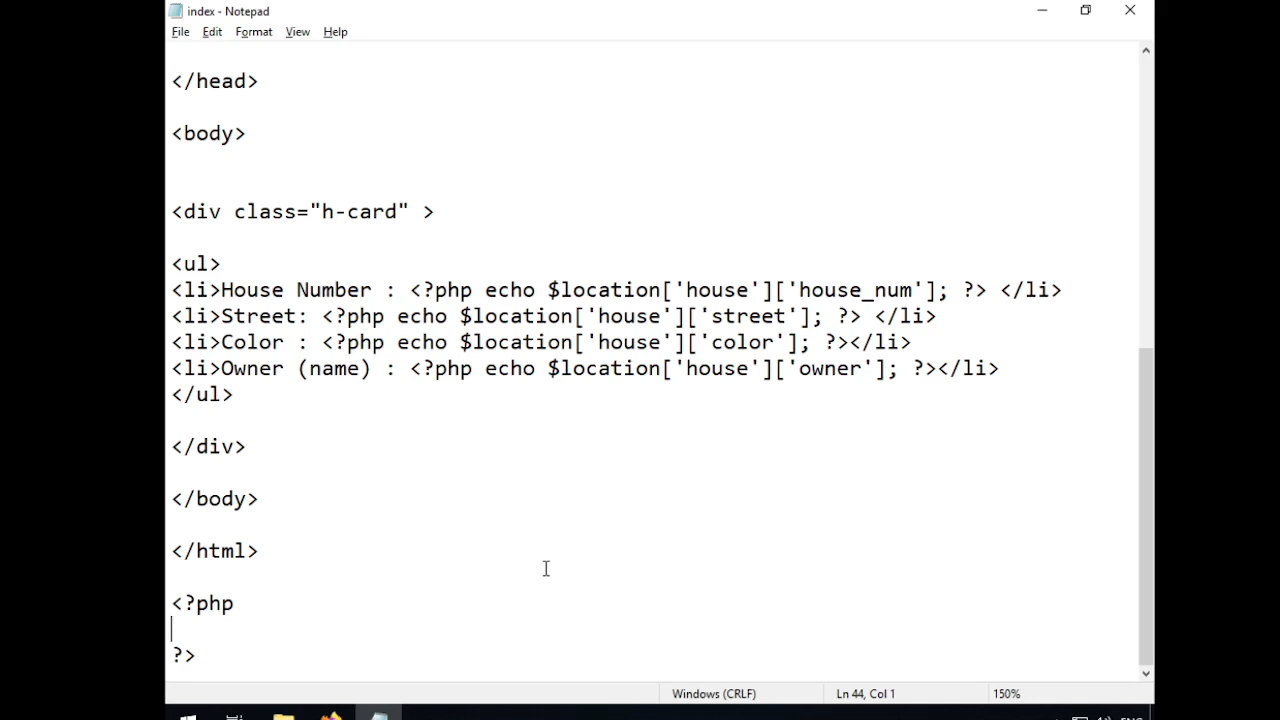 index - Notepad
File Edit Format View Help
</head>
<body>
<div class="h-card" >
<ul>
<li>House Number : <?php echo $location['house']['house_num']; ?> </li>
<li>Street: <?php echo $location['house']['street']; ?> </li>
<li>Color : <?php echo $location['house']['color']; ?></li>
<li>Owner (name) : <?php echo $location['house']['owner']; ?></li>
</ul>
</div>
</body>
</html>
<?php
?>
Windows (CRLF) Ln 44, Col 1 150%